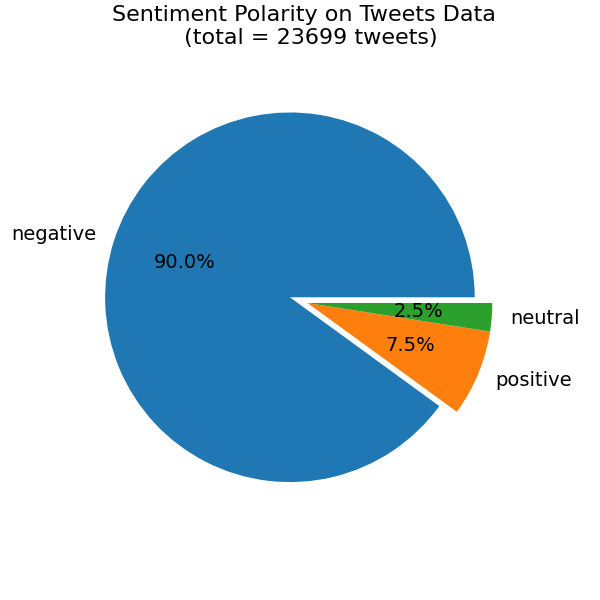 Sentiment Polarity on Tweets Data
(total = 23699 tweets)
negative
90.0%
2.5%
neutral
7.5%
positive